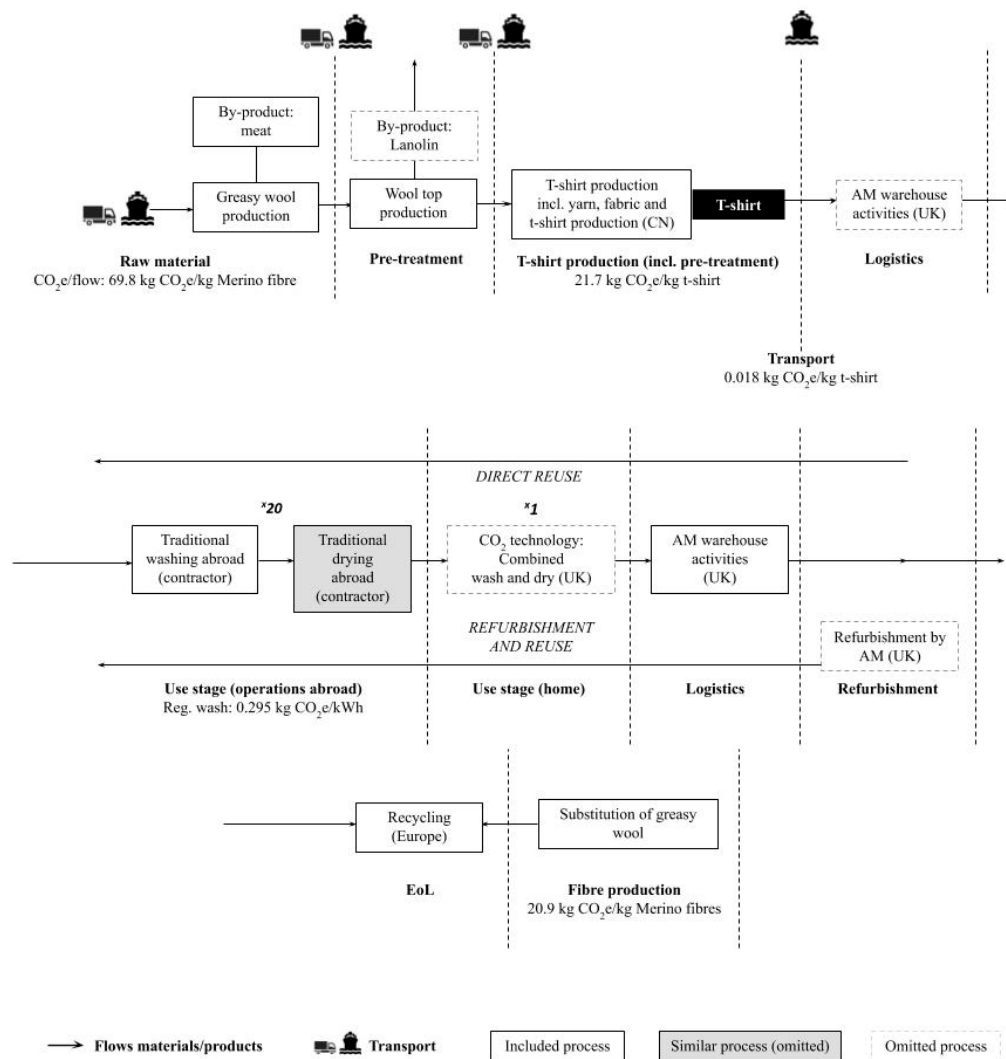 By-product:
meat
By-product:
Lanolin
Greasy wool
production
Wool top
production
T-shirt production
incl. yarn, fabric and
t-shirt production (CN)
T-shirt
AM warehouse
activities (UK)
Raw material
CO₂e/flow: 69.8 kg CO₂e/kg Merino fibre
Pre-treatment
T-shirt production (incl. pre-treatment)
21.7 kg CO₂e/kg t-shirt
Logistics
Transport
0.018 kg CO₂e/kg t-shirt
DIRECT REUSE
x20
x1
Traditional
washing abroad
(contractor)
Traditional
drying
abroad
(contractor)
CO₂ technology:
Combined
wash and dry (UK)
AM warehouse
activities
(UK)
REFURBISHMENT
AND REUSE
Refurbishment by
AM (UK)
Use stage (operations abroad)
Reg. wash: 0.295 kg CO₂e/kWh
Use stage (home)
Logistics
Refurbishment
Recycling
(Europe)
Substitution of greasy
wool
EoL
Fibre production
20.9 kg CO₂e/kg Merino fibres
Flows materials/products
Transport
Included process
Similar process (omitted)
Omitted process